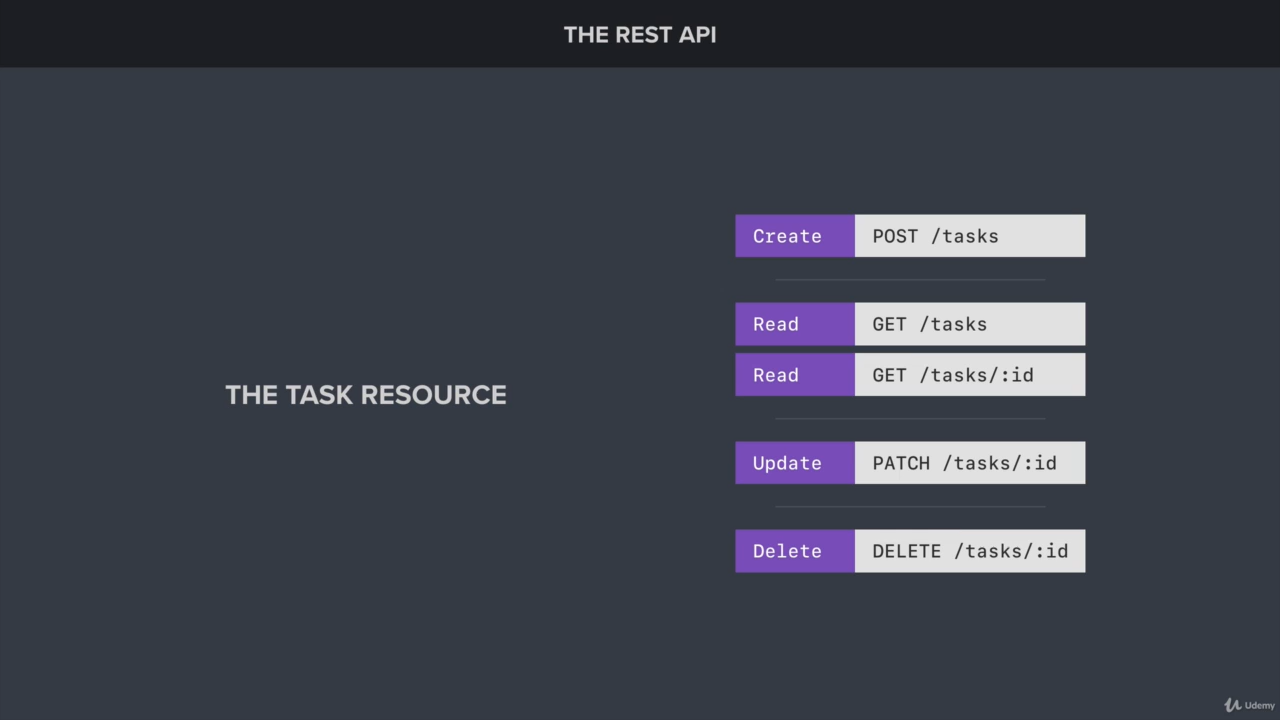 THE REST API
THE TASK RESOURCE
Create POST /tasks
Read GET /tasks
Read GET /tasks/:id
Update PATCH /tasks/:id
Delete DELETE /tasks/:id
Udemy